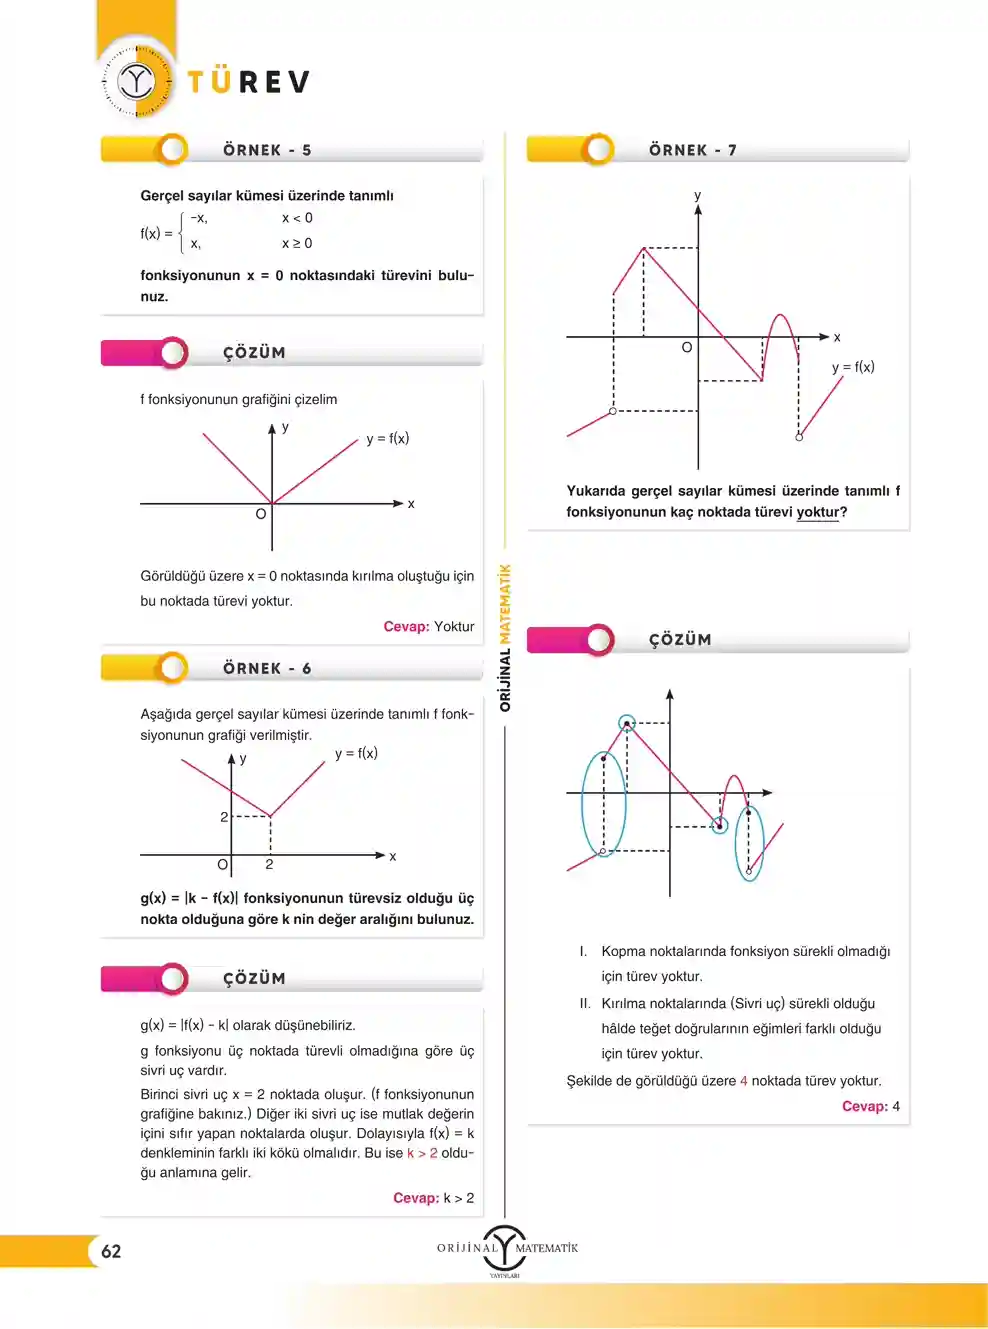 TÜREV
ÖRNEK - 5
Gerçel sayılar kümesi üzerinde tanımlı
f(x) = { -x, x < 0
x, x ≥ 0
fonksiyonunun x = 0 noktasındaki türevini bulu-
nuz.
ÇÖZÜM
f fonksiyonunun grafiğini çizelim
y
y = f(x)
x
O
Görüldüğü üzere x = 0 noktasında kırılma oluştuğu için
bu noktada türevi yoktur.
Cevap: Yoktur
ÖRNEK - 6
Aşağıda gerçel sayılar kümesi üzerinde tanımlı f fonk-
siyonunun grafiği verilmiştir.
y
y = f(x)
2
x
O
2
g(x) = |k - f(x)| fonksiyonunun türevsiz olduğu üç
nokta olduğuna göre k nin değer aralığını bulunuz.
ÇÖZÜM
g(x) = |f(x) - k| olarak düşünebiliriz.
g fonksiyonu üç noktada türevli olmadığına göre üç
sivri uç vardır.
Birinci sivri uç x = 2 noktada oluşur. (f fonksiyonunun
grafiğine bakınız.) Diğer iki sivri uç ise mutlak değerin
içini sıfır yapan noktalarda oluşur. Dolayısıyla f(x) = k
denkleminin farklı iki kökü olmalıdır. Bu ise k > 2 oldu-
ğu anlamına gelir.
Cevap: k > 2
ORİJİNAL MATEMATİK
ÖRNEK - 7
y
x
O
y = f(x)
Yukarıda gerçel sayılar kümesi üzerinde tanımlı f
fonksiyonunun kaç noktada türevi yoktur?
ÇÖZÜM
I. Kopma noktalarında fonksiyon sürekli olmadığı
için türev yoktur.
II. Kırılma noktalarında (Sivri uç) sürekli olduğu
hâlde teğet doğrularının eğimleri farklı olduğu
için türev yoktur.
Şekilde de görüldüğü üzere 4 noktada türev yoktur.
Cevap: 4
62
ORİJİNAL MATEMATİK
YAYINLARI